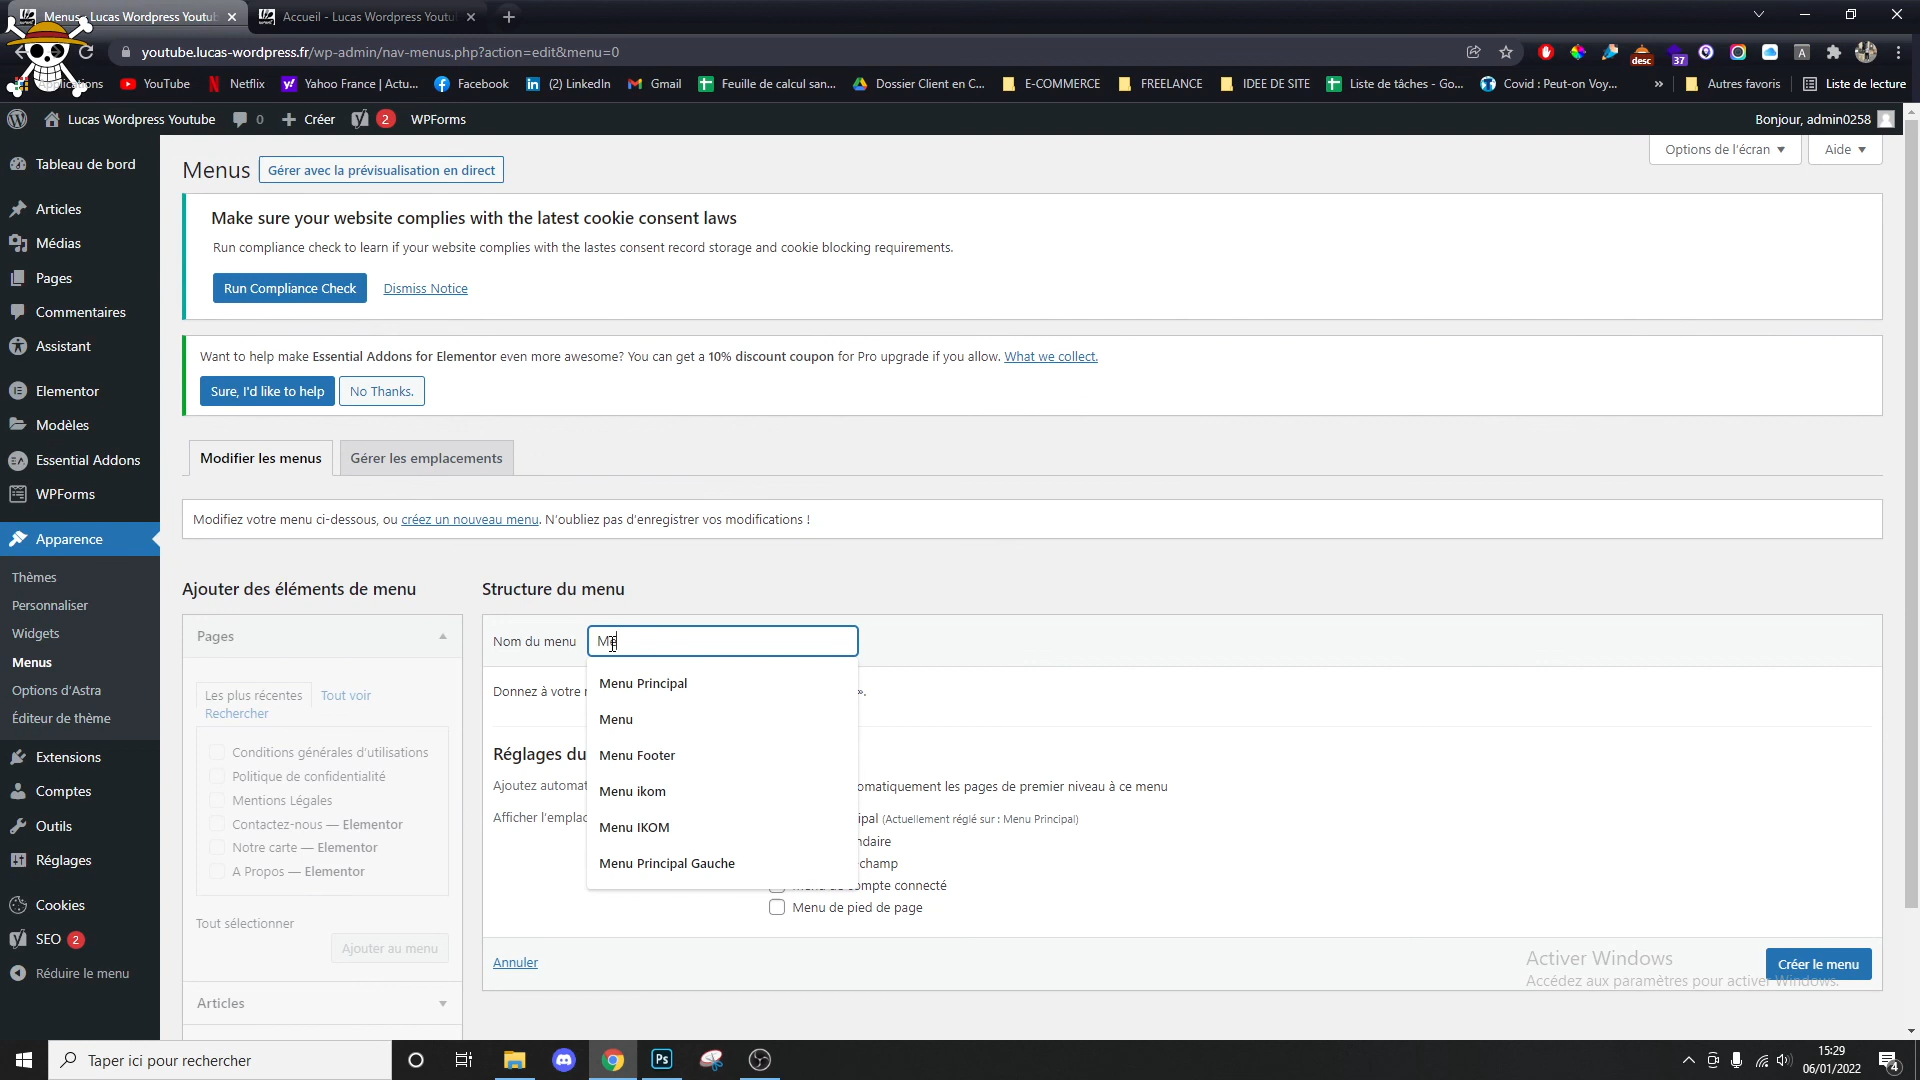 Menus - Lucas Wordpress Youtub
Accueil - Lucas Wordpress Youtu
youtube.lucas-wordpress.fr/wp-admin/nav-menus.php?action=edit&menu=0
desc
37
YouTube
Netflix
Yahoo France | Actu...
Facebook
(2) LinkedIn
Gmail
Feuille de calcul san...
Dossier Client en C...
E-COMMERCE
FREELANCE
IDEE DE SITE
Liste de tâches - Go...
Covid : Peut-on Voy...
»
Autres favoris
Liste de lecture
Lucas Wordpress Youtube
0
Créer
2
WPForms
Bonjour, admin0258
Tableau de bord
Articles
Médias
Pages
Commentaires
Assistant
Elementor
Modèles
Essential Addons
WPForms
Apparence
Thèmes
Personnaliser
Widgets
Menus
Options d'Astra
Éditeur de thème
Extensions
Comptes
Outils
Réglages
Cookies
SEO 2
Réduire le menu
Options de l'écran
Aide
Menus
Gérer avec la prévisualisation en direct
Make sure your website complies with the latest cookie consent laws
Run compliance check to learn if your website complies with the lastes consent record storage and cookie blocking requirements.
Run Compliance Check
Dismiss Notice
Want to help make Essential Addons for Elementor even more awesome? You can get a 10% discount coupon for Pro upgrade if you allow. What we collect.
Sure, I'd like to help
No Thanks.
Modifier les menus
Gérer les emplacements
Modifiez votre menu ci-dessous, ou créez un nouveau menu. N'oubliez pas d'enregistrer vos modifications !
Ajouter des éléments de menu
Pages
Les plus récentes
Tout voir
Rechercher
Conditions générales d'utilisations
Politique de confidentialité
Mentions Légales
Contactez-nous — Elementor
Notre carte — Elementor
A Propos — Elementor
Tout sélectionner
Ajouter au menu
Articles
Structure du menu
Nom du menu
Me
Menu Principal
Menu
Menu Footer
Menu ikom
Menu IKOM
Menu Principal Gauche
Donnez à votre
».
Réglages du
Ajoutez automat
omatiquement les pages de premier niveau à ce menu
Afficher l'emplac
ipal (Actuellement réglé sur : Menu Principal)
ndaire
champ
compte connecté
Menu de pied de page
Annuler
Créer le menu
Activer Windows
Accédez aux paramètres pour activer Windows.
Taper ici pour rechercher
Ps
15:29
06/01/2022
4